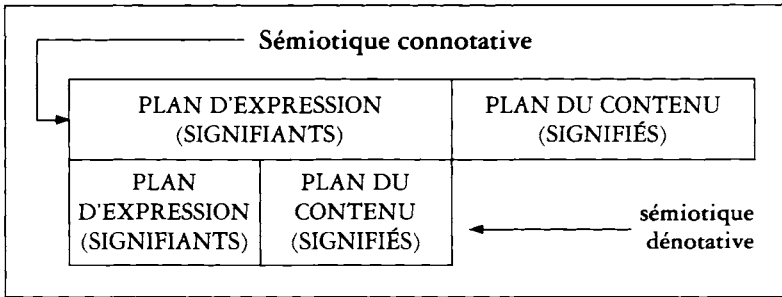 Sémiotique connotative
PLAN D'EXPRESSION
(SIGNIFIANTS)
PLAN DU CONTENU
(SIGNIFIÉS)
PLAN
D'EXPRESSION
(SIGNIFIANTS)
PLAN DU
CONTENU
(SIGNIFIÉS)
sémiotique
dénotative